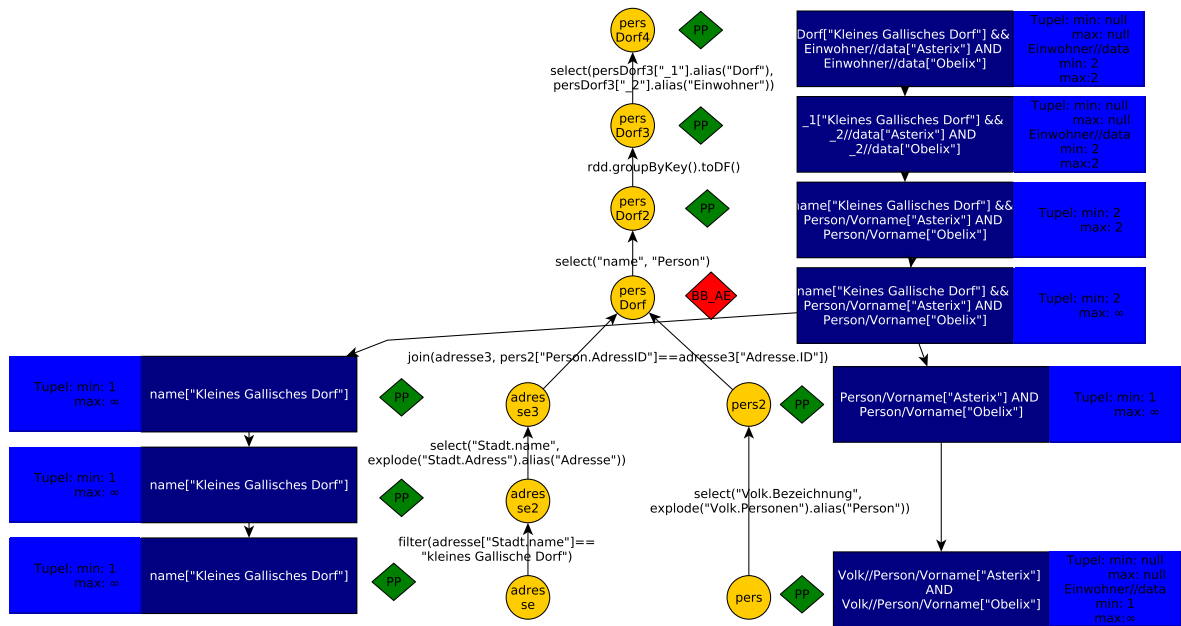 pers
Dorf4
PP
Dorf["Kleines Gallisches Dorf"] &&
Einwohner//data["Asterix"] AND
Einwohner//data["Obelix"]
Tupel: min: null
max: null
Einwohner//data
min: 2
max:2
select(persDorf3["_1"].alias("Dorf"),
persDorf3["_2"].alias("Einwohner"))
pers
Dorf3
PP
_1["Kleines Gallisches Dorf"] &&
_2//data["Asterix"] AND
_2//data["Obelix"]
Tupel: min: null
max: null
Einwohner//data
min: 2
max:2
rdd.groupByKey().toDF()
pers
Dorf2
PP
name["Kleines Gallisches Dorf"] &&
Person/Vorname["Asterix"] AND
Person/Vorname["Obelix"]
Tupel: min: 2
max: 2
select("name", "Person")
pers
Dorf
BB_AE
name["Keines Gallische Dorf"] &&
Person/Vorname["Asterix"] AND
Person/Vorname["Obelix"]
Tupel: min: 2
max: ∞
join(adresse3, pers2["Person.AdressID"]==adresse3["Adresse.ID"])
Tupel: min: 1
max: ∞
name["Kleines Gallisches Dorf"]
PP
adres
se3
pers2
PP
Person/Vorname["Asterix"] AND
Person/Vorname["Obelix"]
Tupel: min: 1
max: ∞
select("Stadt.name",
explode("Stadt.Adress").alias("Adresse"))
Tupel: min: 1
max: ∞
name["Kleines Gallisches Dorf"]
PP
adres
se2
select("Volk.Bezeichnung",
explode("Volk.Personen").alias("Person"))
filter(adresse["Stadt.name"]==
"kleines Gallische Dorf")
Tupel: min: 1
max: ∞
name["Kleines Gallisches Dorf"]
PP
adres
se
pers
PP
Volk//Person/Vorname["Asterix"]
AND
Volk//Person/Vorname["Obelix"]
Tupel: min: null
max: null
Einwohner//data
min: 1
max: ∞